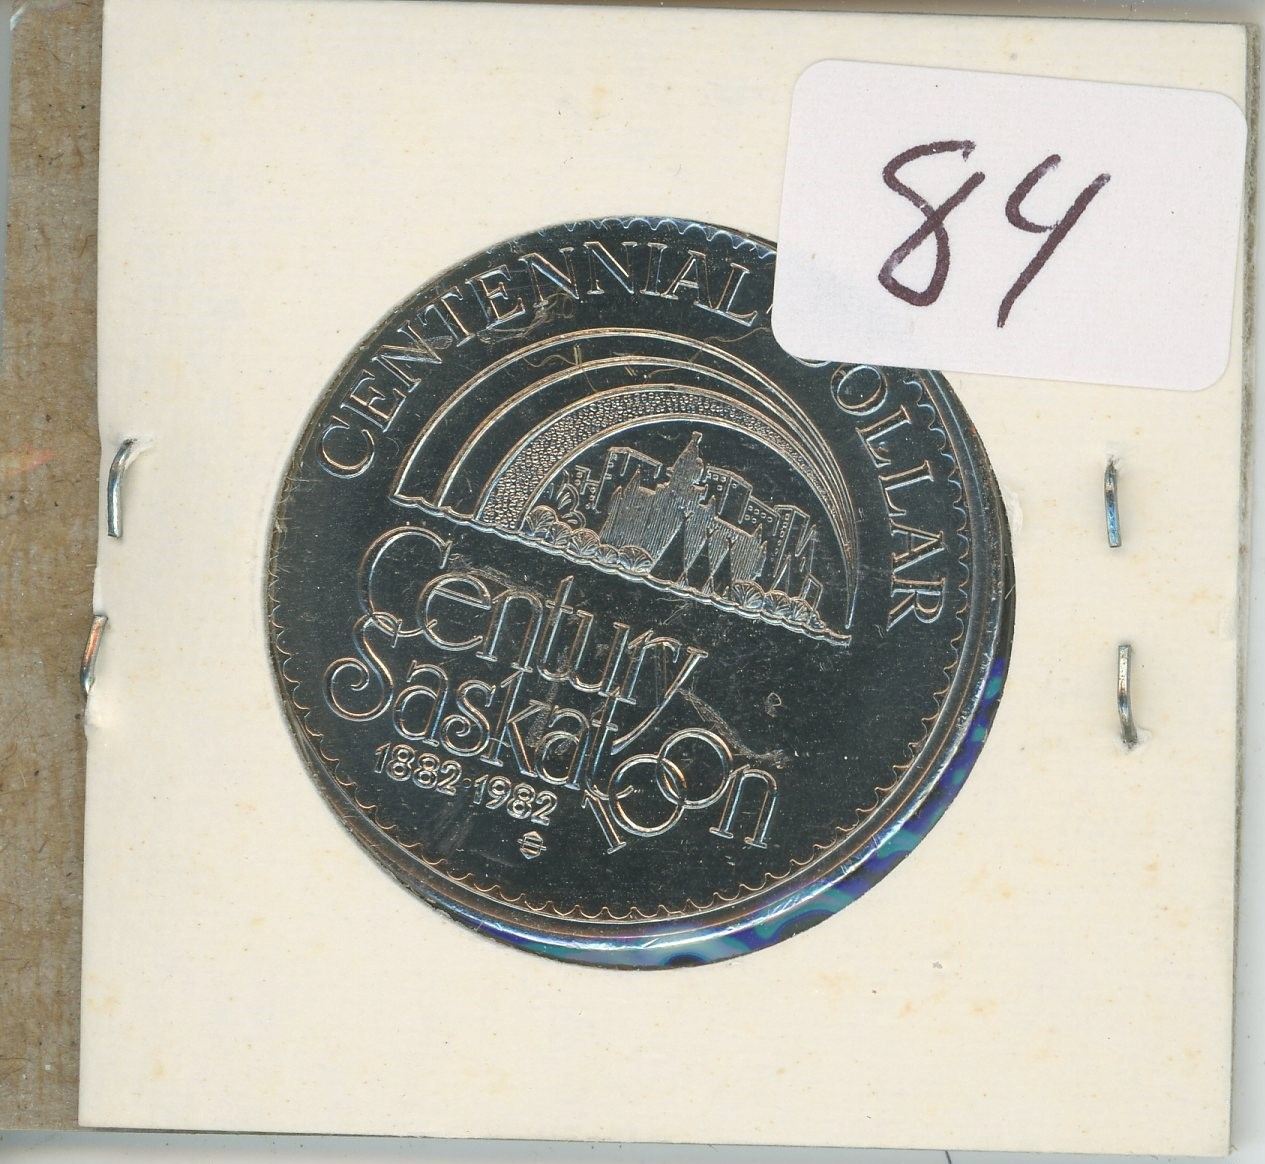 84
CENTENNIAL DOLLAR
Century
Saskatoon
1882-1982